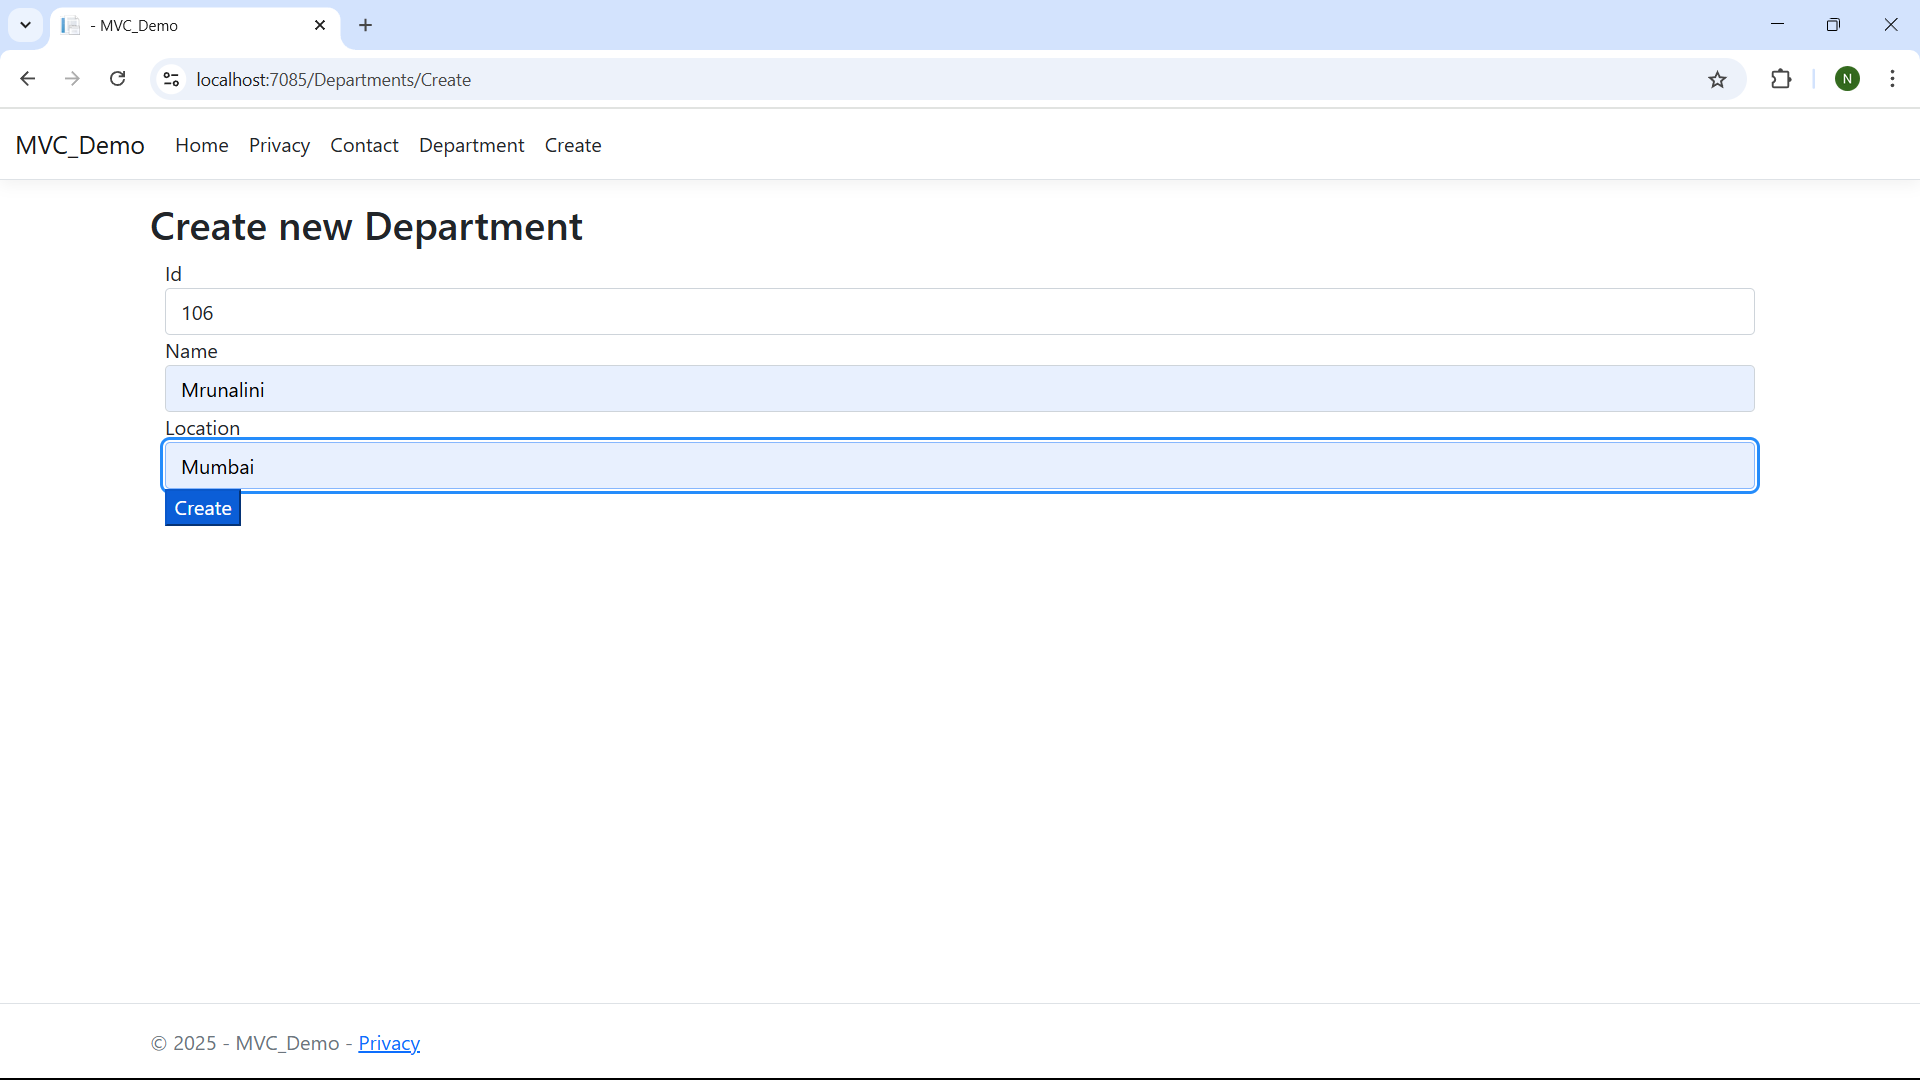 - MVC_Demo
localhost:7085/Departments/Create
N
MVC_Demo Home Privacy Contact Department Create
Create new Department
Id
106
Name
Mrunalini
Location
Mumbai
Create
© 2025 - MVC_Demo - Privacy